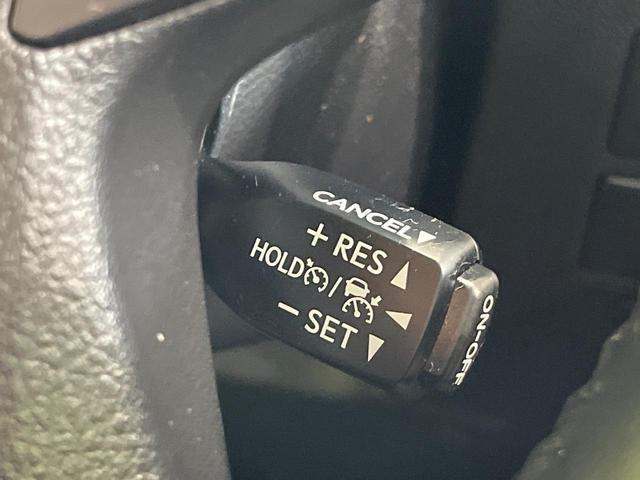 CANCEL▼
+ RES ▲
HOLD / ◀
− SET ▼
ON-OFF